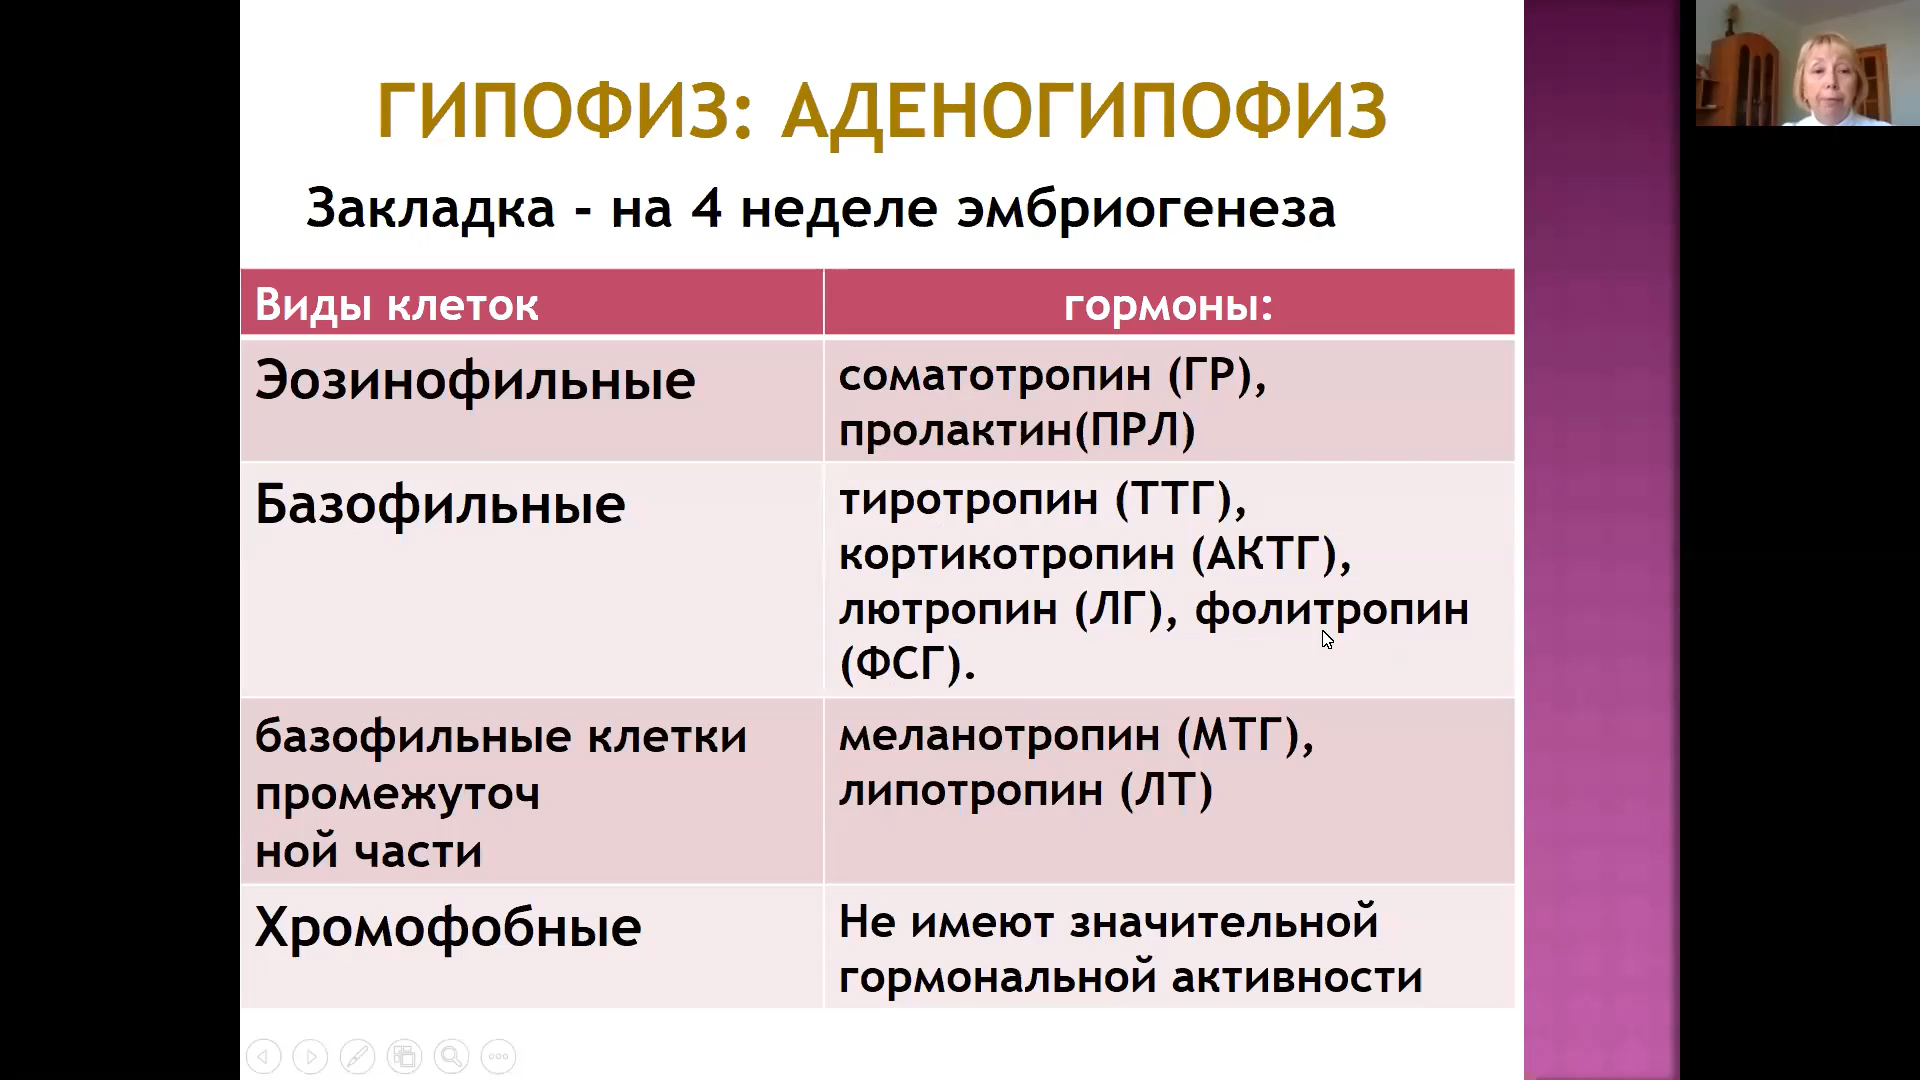 ГИПОФИЗ: АДЕНОГИПОФИЗ
Закладка - на 4 неделе эмбриогенеза
Виды клеток
гормоны:
Эозинофильные
соматотропин (ГР),
пролактин(ПРЛ)
Базофильные
тиротропин (ТТГ),
кортикотропин (АКТГ),
лютропин (ЛГ), фолитропин
(ФСГ).
базофильные клетки
промежуточ
ной части
меланотропин (МТГ),
липотропин (ЛТ)
Хромофобные
Не имеют значительной
гормональной активности